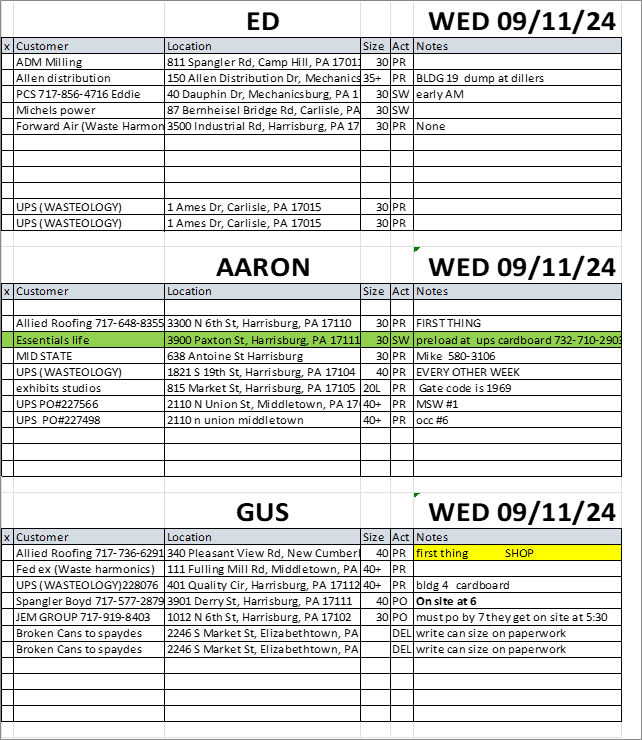 ED WED 09/11/24
x Customer Location Size Act Notes
ADM Milling 811 Spangler Rd, Camp Hill, PA 17011 30 PR
Allen distribution 150 Allen Distribution Dr, Mechanics 35+ PR BLDG 19 dump at dillers
PCS 717-856-4716 Eddie 40 Dauphin Dr, Mechanicsburg, PA 1 30 SW early AM
Michels power 87 Bernheisel Bridge Rd, Carlisle, PA 30 SW
Forward Air (Waste Harmon 3500 Industrial Rd, Harrisburg, PA 17 30 PR None
UPS (WASTEOLOGY) 1 Ames Dr, Carlisle, PA 17015 30 PR
UPS (WASTEOLOGY) 1 Ames Dr, Carlisle, PA 17015 30 PR
AARON WED 09/11/24
x Customer Location Size Act Notes
Allied Roofing 717-648-8355 3300 N 6th St, Harrisburg, PA 17110 30 PR FIRST THING
Essentials life 3900 Paxton St, Harrisburg, PA 17111 30 SW preload at ups cardboard 732-710-2903
MID STATE 638 Antoine St Harrisburg 30 PR Mike 580-3106
UPS (WASTEOLOGY) 1821 S 19th St, Harrisburg, PA 17104 40 PR EVERY OTHER WEEK
exhibits studios 815 Market St, Harrisburg, PA 17105 20L PR Gate code is 1969
UPS PO#227566 2110 N Union St, Middletown, PA 17 40+ PR MSW #1
UPS PO#227498 2110 n union middletown 40+ PR occ #6
GUS WED 09/11/24
x Customer Location Size Act Notes
Allied Roofing 717-736-6291 340 Pleasant View Rd, New Cumberl 40 PR first thing SHOP
Fed ex (Waste harmonics) 111 Fulling Mill Rd, Middletown, PA 40+ PR
UPS (WASTEOLOGY)228076 401 Quality Cir, Harrisburg, PA 17112 40+ PR bldg 4 cardboard
Spangler Boyd 717-577-2879 3901 Derry St, Harrisburg, PA 17111 40 PO On site at 6
JEM GROUP 717-919-8403 1012 N 6th St, Harrisburg, PA 17102 30 PO must po by 7 they get on site at 5:30
Broken Cans to spaydes 2246 S Market St, Elizabethtown, PA DEL write can size on paperwork
Broken Cans to spaydes 2246 S Market St, Elizabethtown, PA DEL write can size on paperwork